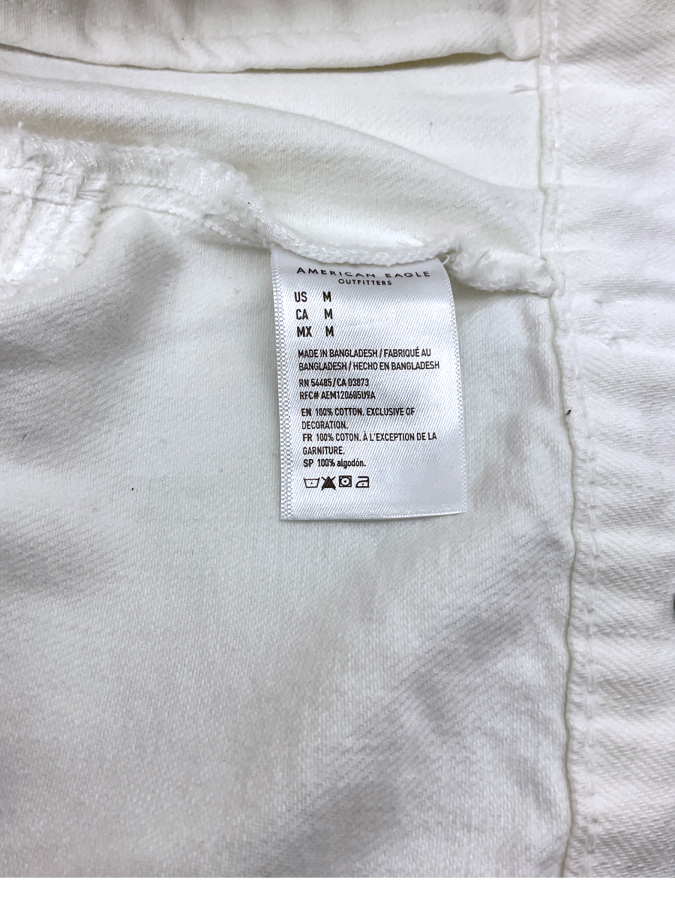 AMERICAN EAGLE
OUTFITTERS
US M
CA M
MX M
MADE IN BANGLADESH / FABRIQUÉ AU
BANGLADESH / HECHO EN BANGLADESH
RN 54485/CA 03873
RFC# AEM120605U9A
EN 100% COTTON. EXCLUSIVE OF
DECORATION.
FR 100% COTON. À L'EXCEPTION DE LA
GARNITURE.
SP 100% algodón.